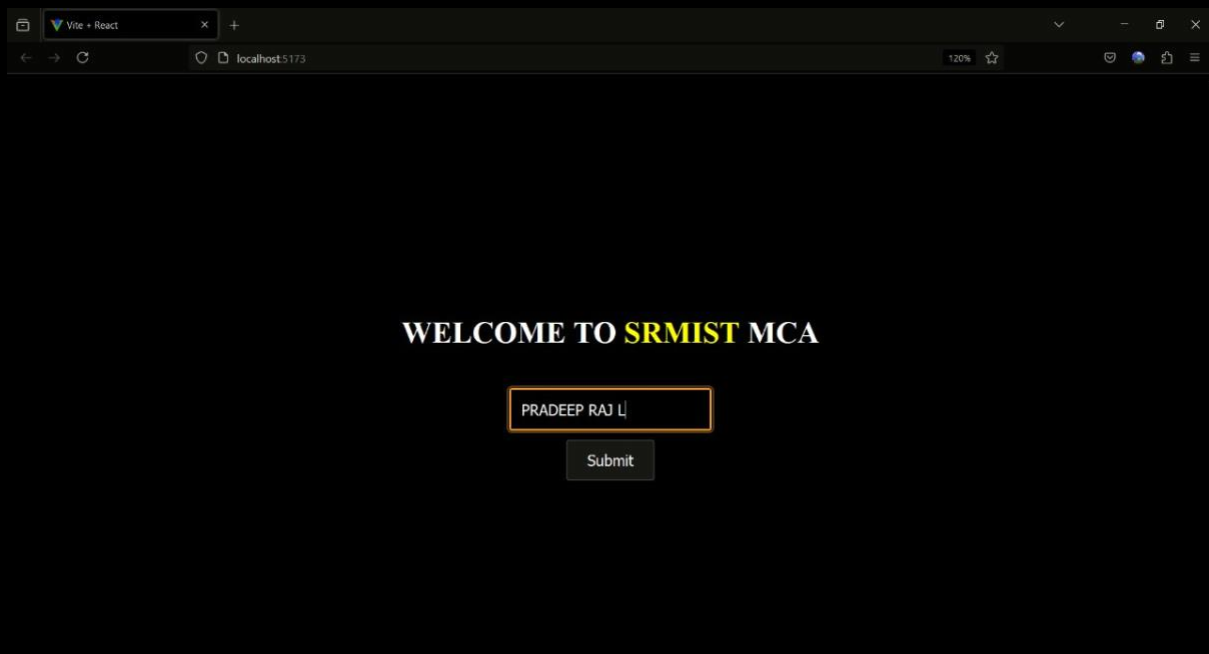 Vite + React
localhost:5173
120%
WELCOME TO SRMIST MCA
PRADEEP RAJ L
Submit